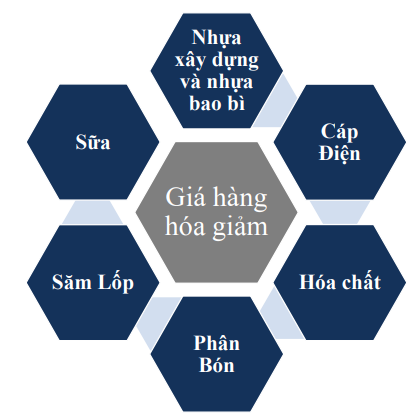 Nhựa
xây dựng
và nhựa
bao bì
Cáp
Điện
Hóa chất
Phân
Bón
Săm Lốp
Sữa
Giá hàng
hóa giảm